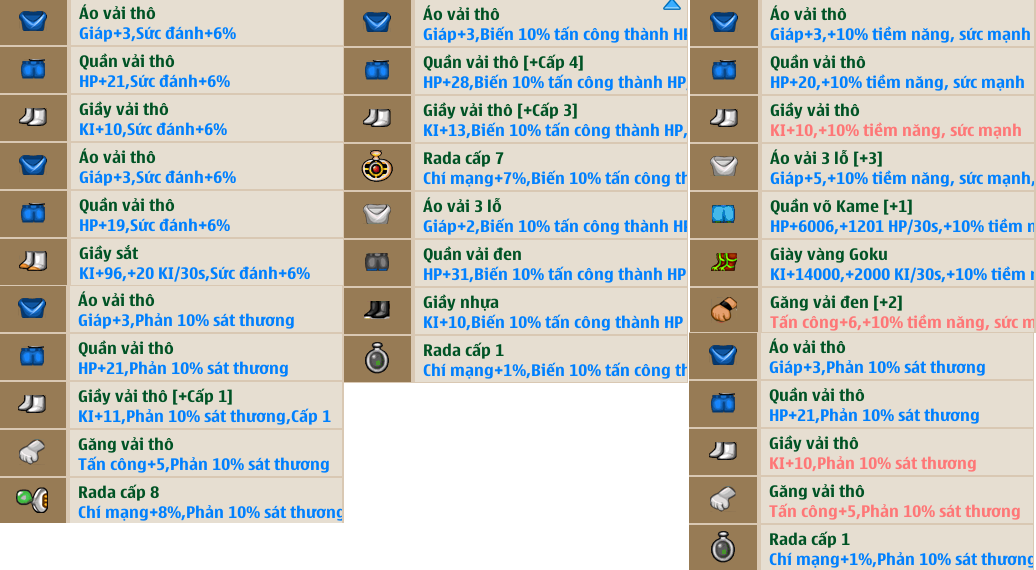 Áo vải thô
Giáp+3,Sức đánh+6%
Quần vải thô
HP+21,Sức đánh+6%
Giầy vải thô
KI+10,Sức đánh+6%
Áo vải thô
Giáp+3,Sức đánh+6%
Quần vải thô
HP+19,Sức đánh+6%
Giầy sắt
KI+96,+20 KI/30s,Sức đánh+6%
Áo vải thô
Giáp+3,Phản 10% sát thương
Quần vải thô
HP+21,Phản 10% sát thương
Giầy vải thô [+Cấp 1]
KI+11,Phản 10% sát thương,Cấp 1
Găng vải thô
Tấn công+5,Phản 10% sát thương
Rada cấp 8
Chí mạng+8%,Phản 10% sát thương
Áo vải thô
Giáp+3,Biến 10% tấn công thành HP
Quần vải thô [+Cấp 4]
HP+28,Biến 10% tấn công thành HP
Giầy vải thô [+Cấp 3]
KI+13,Biến 10% tấn công thành HP,
Rada cấp 7
Chí mạng+7%,Biến 10% tấn công th
Áo vải 3 lỗ
Giáp+2,Biến 10% tấn công thành HP
Quần vải đen
HP+31,Biến 10% tấn công thành HP
Giầy nhựa
KI+10,Biến 10% tấn công thành HP
Rada cấp 1
Chí mạng+1%,Biến 10% tấn công th
Áo vải thô
Giáp+3,+10% tiềm năng, sức mạnh
Quần vải thô
HP+20,+10% tiềm năng, sức mạnh
Giầy vải thô
KI+10,+10% tiềm năng, sức mạnh
Áo vải 3 lỗ [+3]
Giáp+5,+10% tiềm năng, sức mạnh,
Quần võ Kame [+1]
HP+6006,+1201 HP/30s,+10% tiềm n
Giày vàng Goku
KI+14000,+2000 KI/30s,+10% tiềm
Găng vải đen [+2]
Tấn công+6,+10% tiềm năng, sức m
Áo vải thô
Giáp+3,Phản 10% sát thương
Quần vải thô
HP+21,Phản 10% sát thương
Giầy vải thô
KI+10,Phản 10% sát thương
Găng vải thô
Tấn công+5,Phản 10% sát thương
Rada cấp 1
Chí mạng+1%,Phản 10% sát thương